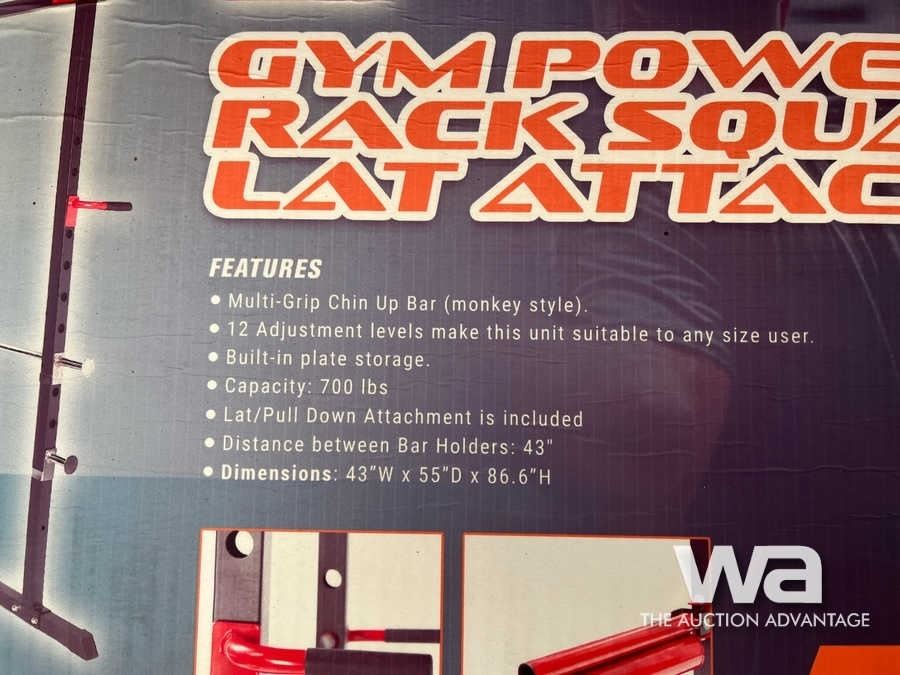 GYM POWE
RACK SQUA
LAT ATTAC
FEATURES
• Multi-Grip Chin Up Bar (monkey style).
• 12 Adjustment levels make this unit suitable to any size user.
• Built-in plate storage.
• Capacity: 700 lbs
• Lat/Pull Down Attachment is included
• Distance between Bar Holders: 43"
• Dimensions: 43”W x 55”D x 86.6”H
wa
THE AUCTION ADVANTAGE